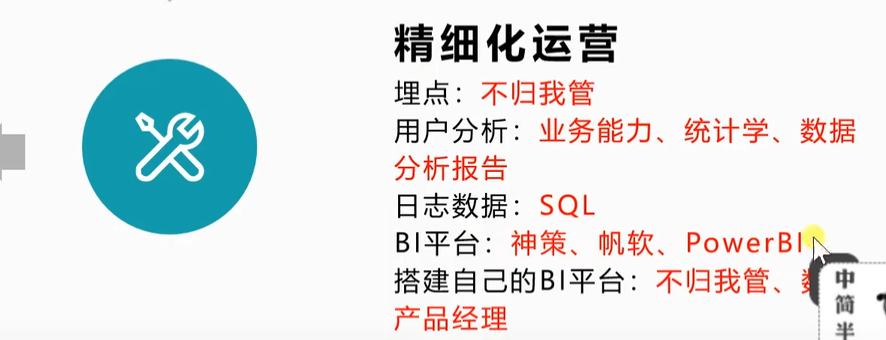 精细化运营
埋点：不归我管
用户分析：业务能力、统计学、数据
分析报告
日志数据：SQL
BI平台：神策、帆软、PowerBI
搭建自己的BI平台：不归我管、
产品经理
中
简
半